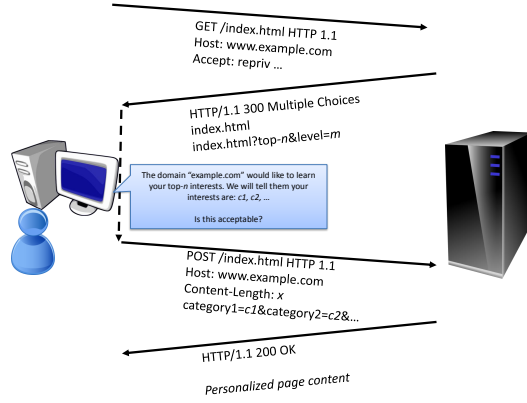 GET /index.html HTTP 1.1
Host: www.example.com
Accept: repriv ...
HTTP/1.1 300 Multiple Choices
index.html
index.html?top-n&level=m
The domain "example.com" would like to learn
your top-n interests. We will tell them your
interests are: c1, c2, ...
Is this acceptable?
POST /index.html HTTP 1.1
Host: www.example.com
Content-Length: x
category1=c1&category2=c2&...
HTTP/1.1 200 OK
Personalized page content